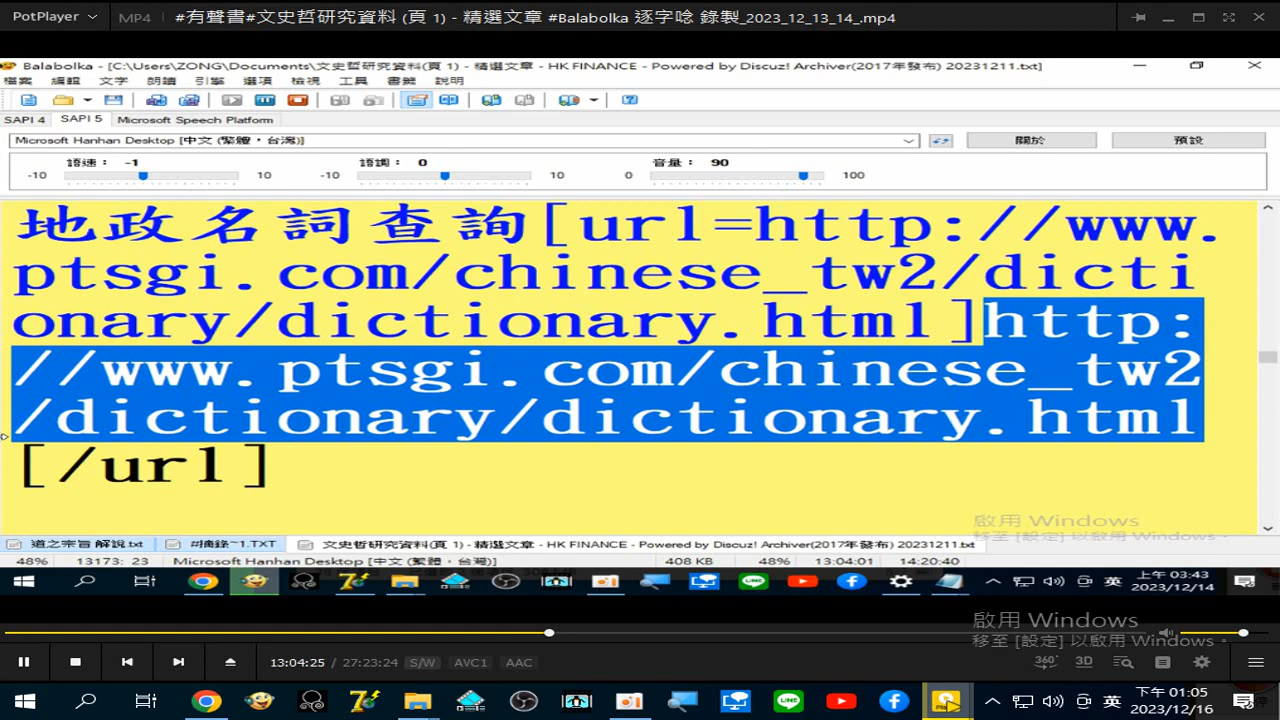 PotPlayer MP4 #有聲書#文史哲研究資料 (頁 1) - 精選文章 #Balabolka 逐字唸 錄製_2023_12_13_14_.mp4
Balabolka - [C:\Users\ZONG\Documents\文史哲研究資料(頁 1) - 精選文章 - HK FINANCE - Powered by Discuz! Archiver(2017年發布) 20231211.txt]
檔案 編輯 文字 朗讀 引擎 選項 檢視 工具 書籤 說明
SAPI 4 SAPI 5 Microsoft Speech Platform
Microsoft Hanhan Desktop [中文 (繁體，台灣)] 關於 預設
語速： -1 語調： 0 音量： 90
-10 10 -10 10 0 100
地政名詞查詢[url=http://www.
ptsgi.com/chinese_tw2/dicti
onary/dictionary.html]http:
//www.ptsgi.com/chinese_tw2
/dictionary/dictionary.html
[/url]
啟用 Windows
移至 [設定] 以啟用 Windows。
道之宗旨 解說.txt #摘錄~1.TXT 文史哲研究資料(頁 1) - 精選文章 - HK FINANCE - Powered by Discuz! Archiver(2017年發布) 20231211.txt
48% 13173: 23 Microsoft Hanhan Desktop [中文 (繁體，台灣)] 408 KB 48% 13:04:01 14:20:40
英 上午 03:43
2023/12/14
啟用 Windows
移至 [設定] 以啟用 Windows。
13:04:25 / 27:23:24 S/W AVC1 AAC 360° 3D
英 下午 01:05
2023/12/16